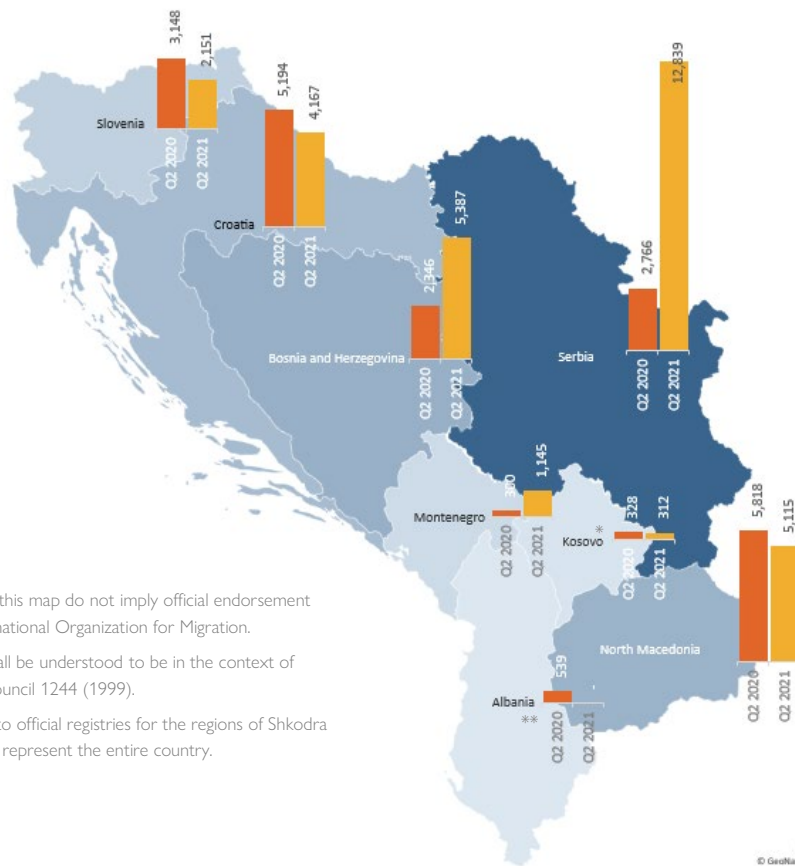 3,148
2,151
Slovenia
Q2 2020
Q2 2021
5,194
4,167
Croatia
Q2 2020
Q2 2021
2,346
5,387
Bosnia and Herzegovina
Q2 2020
Q2 2021
2,766
12,839
Serbia
Q2 2020
Q2 2021
1,145
Montenegro
Q2 2020
Q2 2021
328
312
Kosovo *
Q2 2020
Q2 2021
5,818
5,115
North Macedonia
Q2 2020
Q2 2021
539
Albania
**
Q2 2020
Q2 2021
this map do not imply official endorsement
national Organization for Migration.
all be understood to be in the context of
ouncil 1244 (1999).
to official registries for the regions of Shkodra
represent the entire country.
© GeoNa